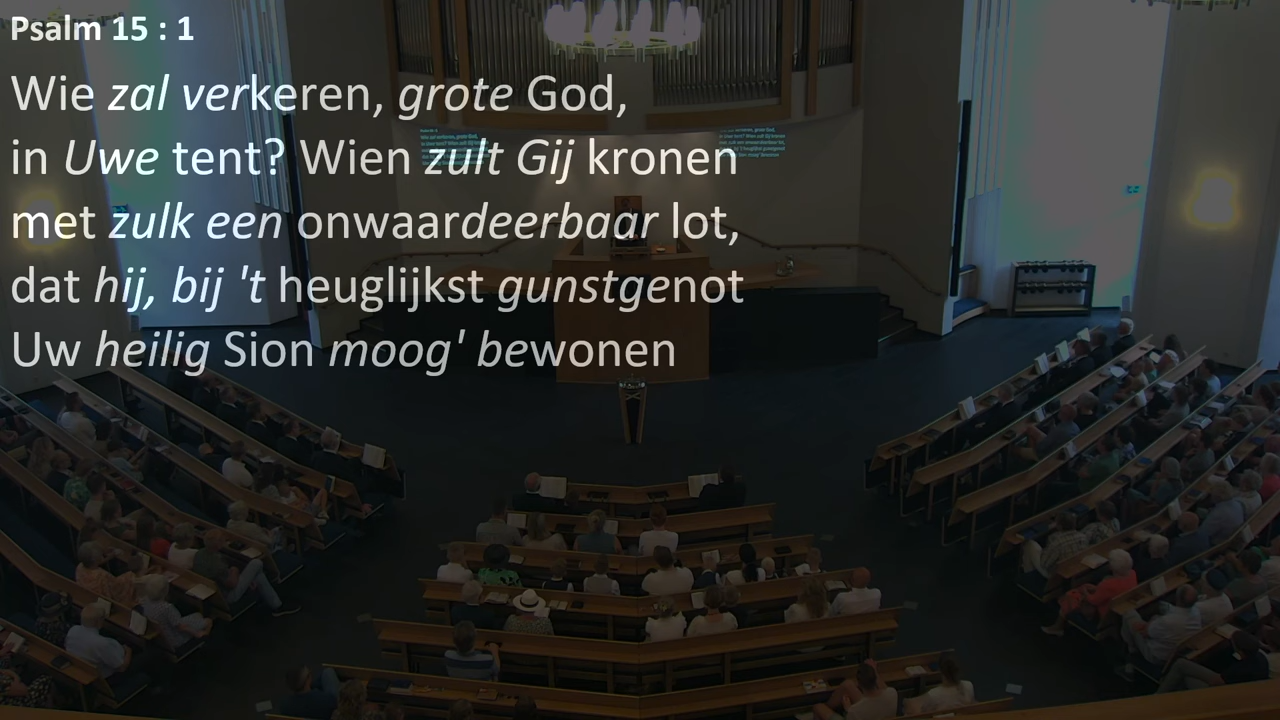 Psalm 15 : 1
Wie zal verkeren, grote God,
in Uwe tent? Wien zult Gij kronen
met zulk een onwaardeerbaar lot,
dat hij, bij 't heuglijkst gunstgenot
Uw heilig Sion moog' bewonen